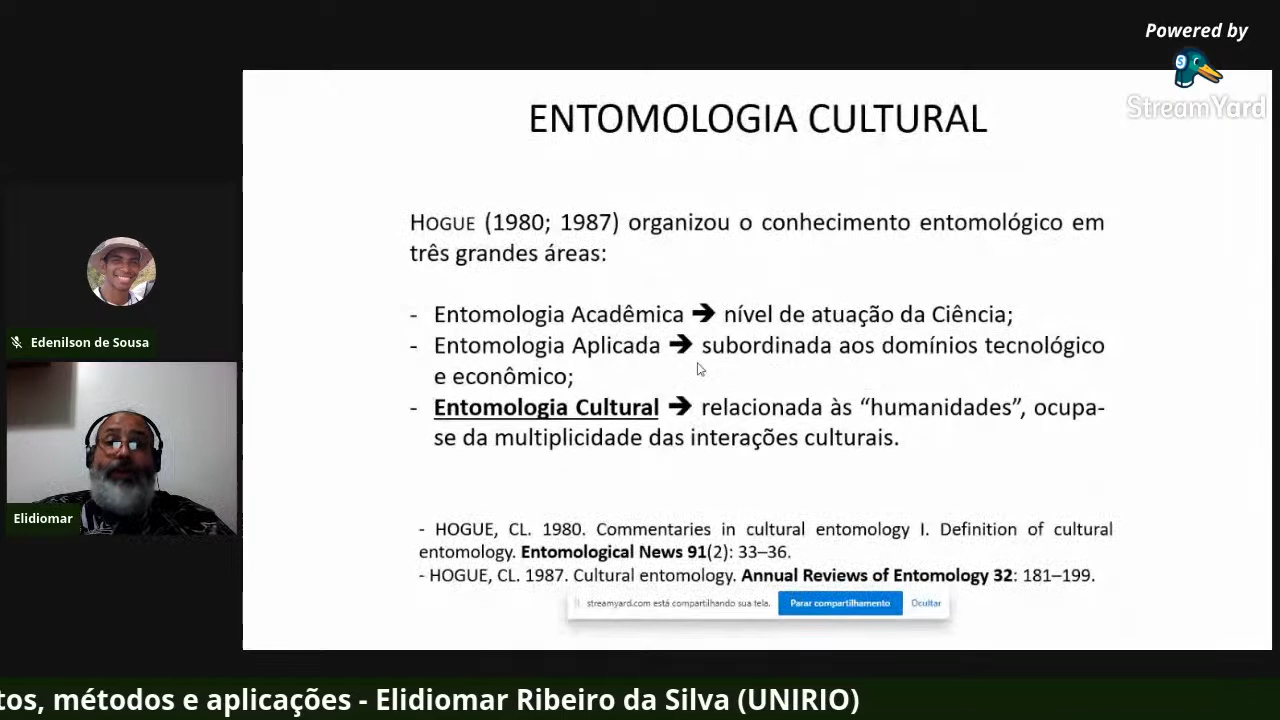 Powered by
StreamYard
ENTOMOLOGIA CULTURAL
HOGUE (1980; 1987) organizou o conhecimento entomológico em
três grandes áreas:
- Entomologia Acadêmica ➔ nível de atuação da Ciência;
- Entomologia Aplicada ➔ subordinada aos domínios tecnológico
e econômico;
- Entomologia Cultural ➔ relacionada às “humanidades”, ocupa-
se da multiplicidade das interações culturais.
- HOGUE, CL. 1980. Commentaries in cultural entomology I. Definition of cultural
entomology. Entomological News 91(2): 33–36.
- HOGUE, CL. 1987. Cultural entomology. Annual Reviews of Entomology 32: 181–199.
streamyard.com está compartilhando sua tela. Parar compartilhamento Ocultar
Edenilson de Sousa
Elidiomar
tos, métodos e aplicações - Elidiomar Ribeiro da Silva (UNIRIO)